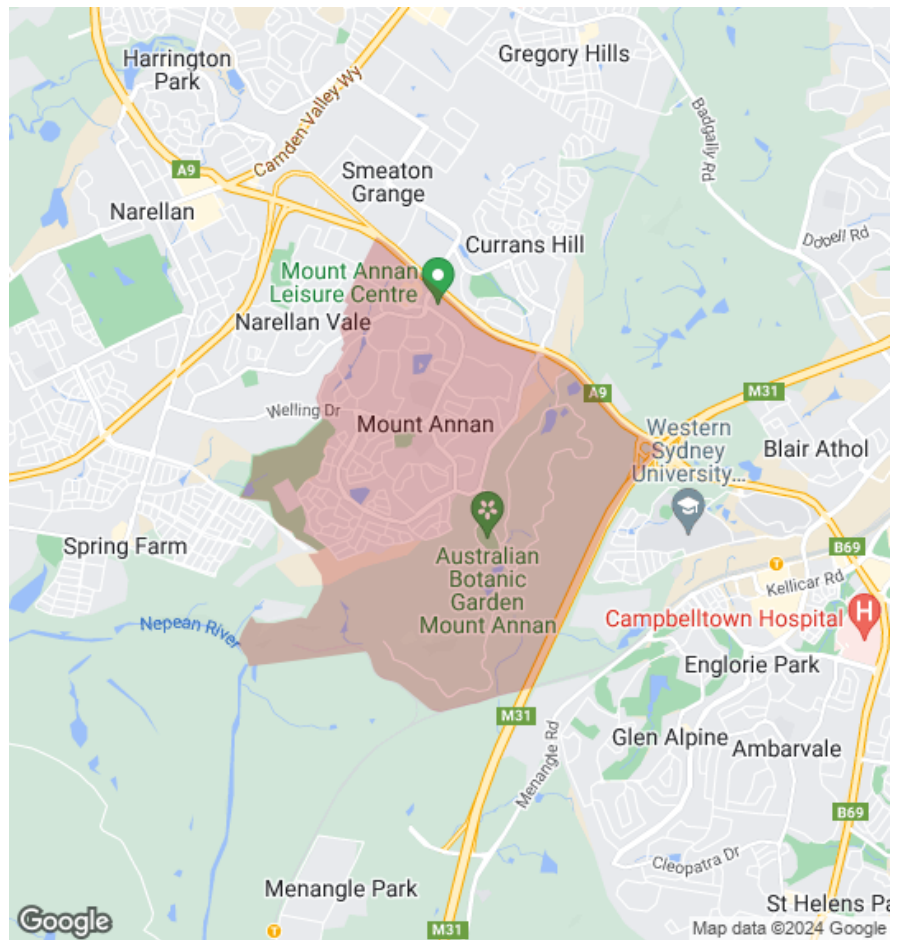 Gregory Hills
Harrington
Park
Camden Valley Wy
Badgally Rd
A9
Smeaton
Grange
Narellan
Currans Hill
Dobell Rd
Mount Annan
Leisure Centre
Narellan Vale
A9
M31
Welling Dr
Mount Annan
Western
Sydney
University...
Blair Athol
Spring Farm
Australian
Botanic
Garden
Mount Annan
B69
Kellicar Rd
Nepean River
Campbelltown Hospital
H
Englorie Park
M31
Menangle Rd
Glen Alpine
Ambarvale
B69
Cleopatra Dr
Menangle Park
St Helens Pa
Google
M31
Map data ©2024 Google